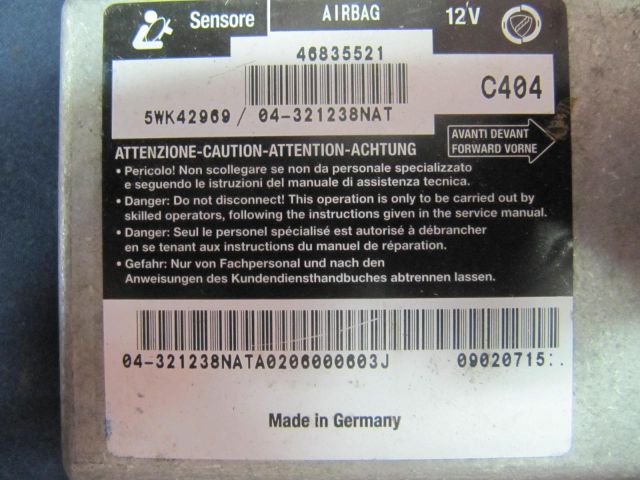 Sensore AIRBAG 12V
46835521
C404
5WK42969 / 04-321238NAT
AVANTI DEVANT
FORWARD VORNE
ATTENZIONE-CAUTION-ATTENTION-ACHTUNG
• Pericolo! Non scollegare se non da personale specializzato
e seguendo le istruzioni del manuale di assistenza tecnica.
• Danger: Do not disconnect! This operation is only to be carried out by
skilled operators, following the instructions given in the service manual.
• Danger: Seul le personel spécialisé est autorisé à débrancher
en se tenant aux instructions du manuel de réparation.
• Gefahr: Nur von Fachpersonal und nach den
Anweisungen des Kundendiensthandbuches abtrennen lassen.
04-321238NATA0206000603J 09020715:.
Made in Germany